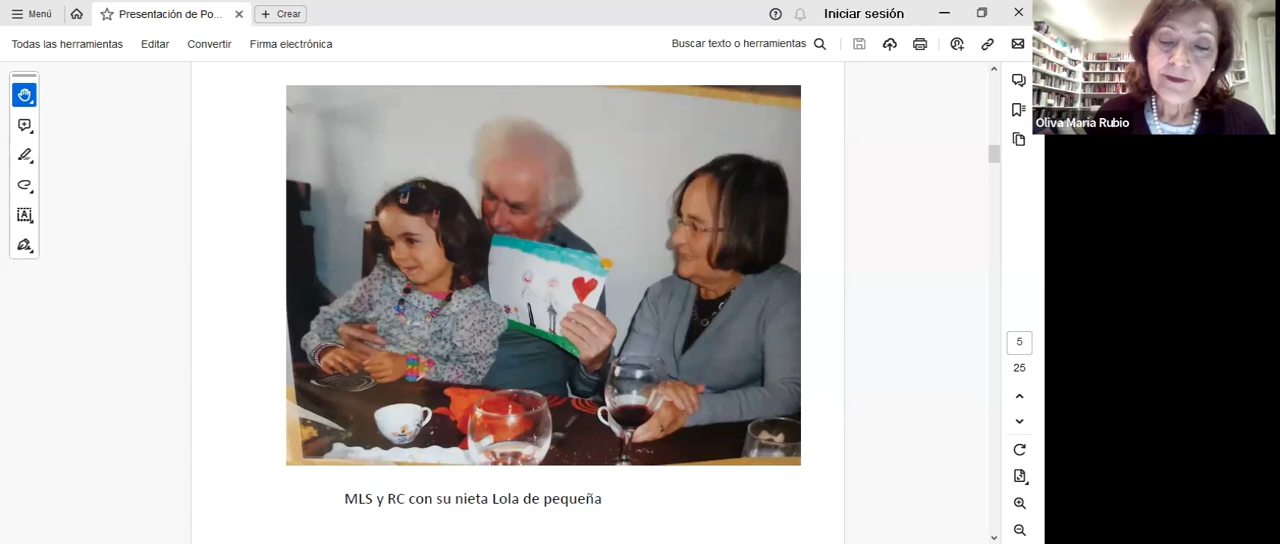 Menú
Presentación de Po...
Crear
Iniciar sesión
Todas las herramientas
Editar
Convertir
Firma electrónica
Buscar texto o herramientas
Oliva María Rubio
5
25
MLS y RC con su nieta Lola de pequeña